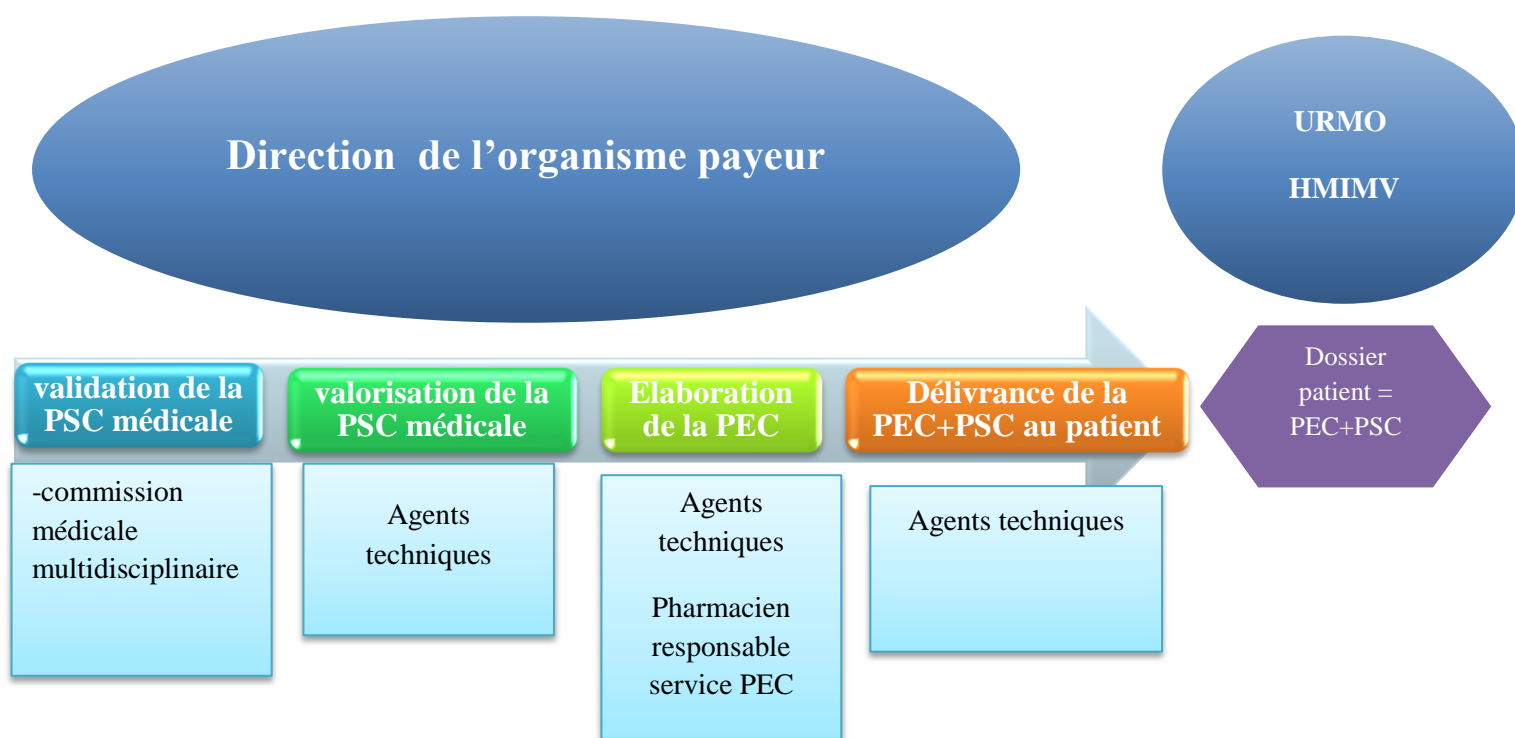 Direction de l'organisme payeur
URMO
HMIMV
validation de la
PSC médicale
valorisation de la
PSC médicale
Elaboration
de la PEC
Délivrance de la
PEC+PSC au patient
Dossier
patient =
PEC+PSC
-commission
médicale
multidisciplinaire
Agents
techniques
Agents
techniques
Pharmacien
responsable
service PEC
Agents techniques